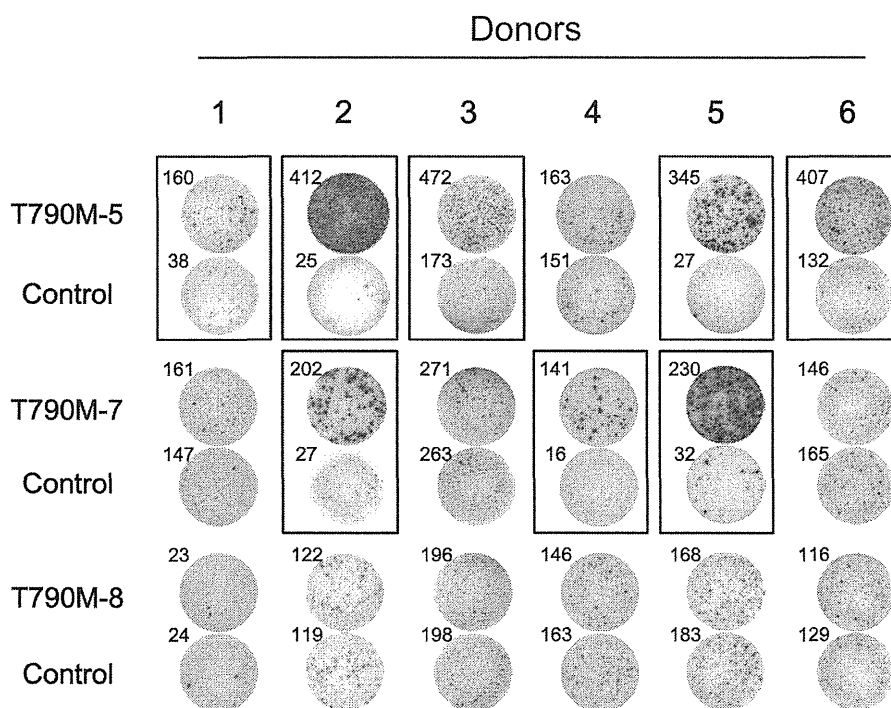 Donors
1 2 3 4 5 6
160 412 472 163 345 407
T790M-5
38 25 173 151 27 132
Control
161 202 271 141 230 146
T790M-7
147 27 263 16 32 165
Control
23 122 196 146 168 116
T790M-8
24 119 198 163 183 129
Control